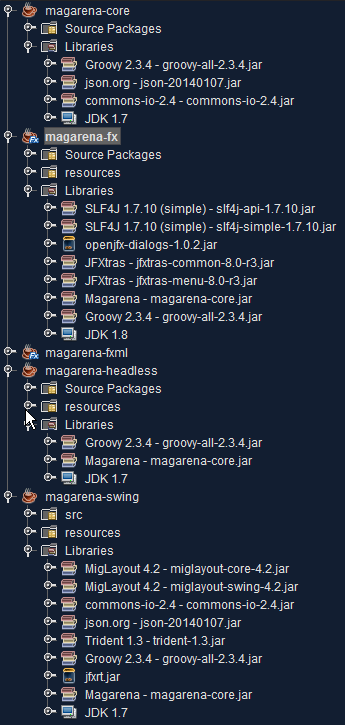 magarena-core
Source Packages
Libraries
Groovy 2.3.4 - groovy-all-2.3.4.jar
json.org - json-20140107.jar
commons-io-2.4 - commons-io-2.4.jar
JDK 1.7
magarena-fx
Source Packages
resources
Libraries
SLF4J 1.7.10 (simple) - slf4j-api-1.7.10.jar
SLF4J 1.7.10 (simple) - slf4j-simple-1.7.10.jar
openjfx-dialogs-1.0.2.jar
JFXtras - jfxtras-common-8.0-r3.jar
JFXtras - jfxtras-menu-8.0-r3.jar
Magarena - magarena-core.jar
Groovy 2.3.4 - groovy-all-2.3.4.jar
JDK 1.8
magarena-fxml
magarena-headless
Source Packages
resources
Libraries
Groovy 2.3.4 - groovy-all-2.3.4.jar
Magarena - magarena-core.jar
JDK 1.7
magarena-swing
src
resources
Libraries
MigLayout 4.2 - miglayout-core-4.2.jar
MigLayout 4.2 - miglayout-swing-4.2.jar
commons-io-2.4 - commons-io-2.4.jar
json.org - json-20140107.jar
Trident 1.3 - trident-1.3.jar
Groovy 2.3.4 - groovy-all-2.3.4.jar
jfxrt.jar
Magarena - magarena-core.jar
JDK 1.7